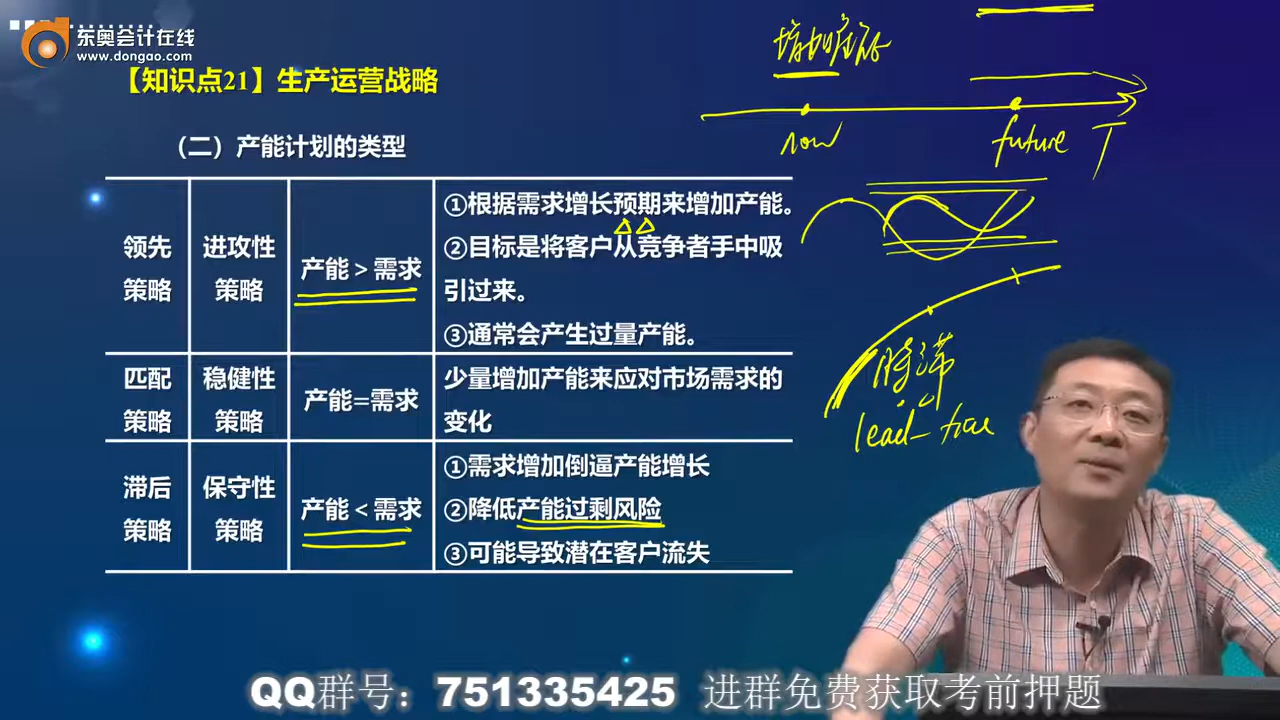 东奥会计在线
www.dongao.com
【知识点21】生产运营战略
（二）产能计划的类型
领先策略
进攻性策略
产能＞需求
①根据需求增长预期来增加产能。
②目标是将客户从竞争者手中吸
引过来。
③通常会产生过量产能。
匹配策略
稳健性策略
产能=需求
少量增加产能来应对市场需求的
变化
滞后策略
保守性策略
产能＜需求
①需求增加倒逼产能增长
②降低产能过剩风险
③可能导致潜在客户流失
now
future
T
时滞
QQ群号：751335425 进群免费获取考前押题